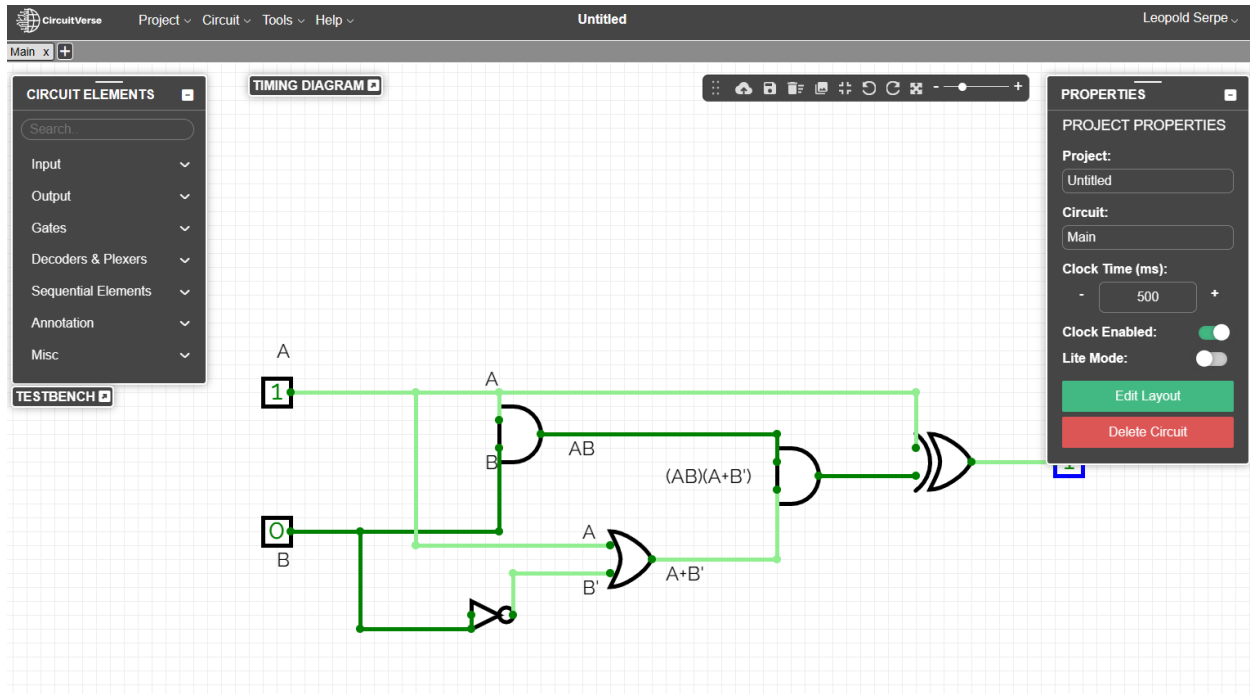 CircuitVerse Project Circuit Tools Help Untitled Leopold Serpe
Main x +
CIRCUIT ELEMENTS
Search..
Input
Output
Gates
Decoders & Plexers
Sequential Elements
Annotation
Misc
TESTBENCH
TIMING DIAGRAM
- +
PROPERTIES
PROJECT PROPERTIES
Project:
Untitled
Circuit:
Main
Clock Time (ms):
- 500 +
Clock Enabled:
Lite Mode:
Edit Layout
Delete Circuit
A
1
A
B
AB
(AB)(A+B')
0
B
A
B'
A+B'
1